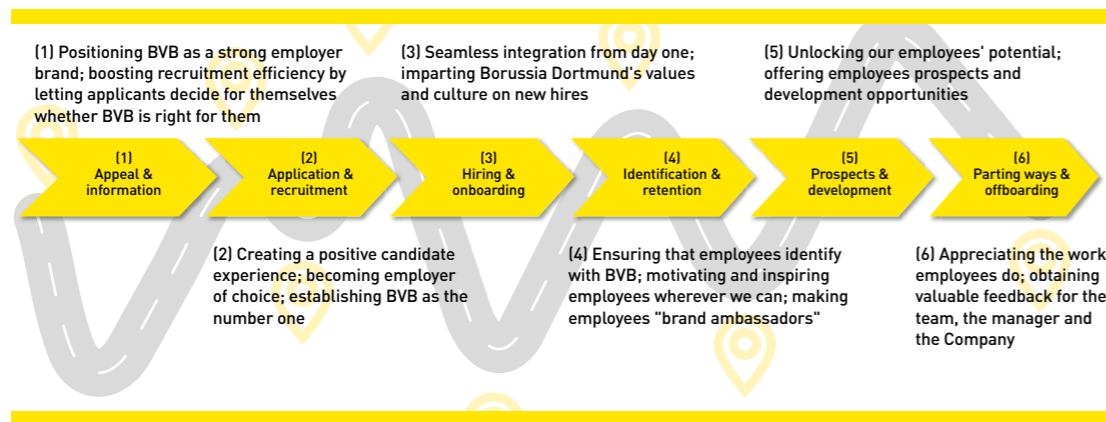 (1) Positioning BVB as a strong employer
brand; boosting recruitment efficiency by
letting applicants decide for themselves
whether BVB is right for them
(3) Seamless integration from day one;
imparting Borussia Dortmund's values
and culture on new hires
(5) Unlocking our employees' potential;
offering employees prospects and
development opportunities
(1)
Appeal &
information
(2)
Application &
recruitment
(3)
Hiring &
onboarding
(4)
Identification &
retention
(5)
Prospects &
development
(6)
Parting ways &
offboarding
(2) Creating a positive candidate
experience; becoming employer
of choice; establishing BVB as the
number one
(4) Ensuring that employees identify
with BVB; motivating and inspiring
employees wherever we can; making
employees "brand ambassadors"
(6) Appreciating the work
employees do; obtaining
valuable feedback for the
team, the manager and
the Company